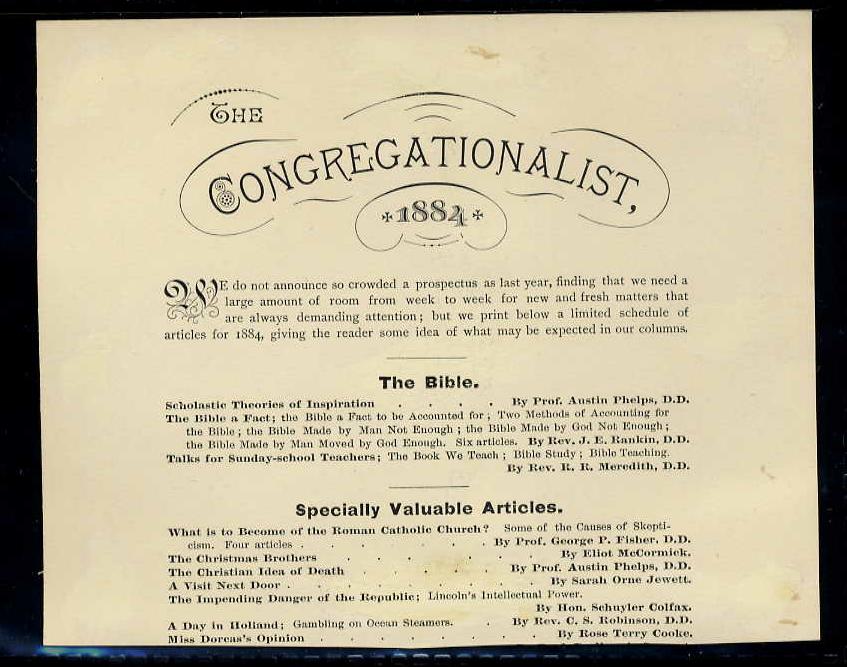 THE
CONGREGATIONALIST,
1884
WE do not announce so crowded a prospectus as last year, finding that we need a
large amount of room from week to week for new and fresh matters that
are always demanding attention; but we print below a limited schedule of
articles for 1884, giving the reader some idea of what may be expected in our columns.
The Bible.
Scholastic Theories of Inspiration . . . . By Prof. Austin Phelps, D.D.
The Bible a Fact; the Bible a Fact to be Accounted for; Two Methods of Accounting for
the Bible; the Bible Made by Man Not Enough; the Bible Made by God Not Enough;
the Bible Made by Man Moved by God Enough. Six articles. By Rev. J. E. Rankin, D.D.
Talks for Sunday-school Teachers; The Book We Teach; Bible Study; Bible Teaching.
By Rev. R. R. Meredith, D.D.
Specially Valuable Articles.
What is to Become of the Roman Catholic Church? Some of the Causes of Skepti-
cism. Four articles . . . . . . By Prof. George P. Fisher, D.D.
The Christmas Brothers . . . . . . By Eliot McCormick.
The Christian Idea of Death . . . . . By Prof. Austin Phelps, D.D.
A Visit Next Door . . . . . . . By Sarah Orne Jewett.
The Impending Danger of the Republic; Lincoln's Intellectual Power.
By Hon. Schuyler Colfax.
A Day in Holland; Gambling on Ocean Steamers. . By Rev. C. S. Robinson, D.D.
Miss Dorcas's Opinion . . . . . . . By Rose Terry Cooke.